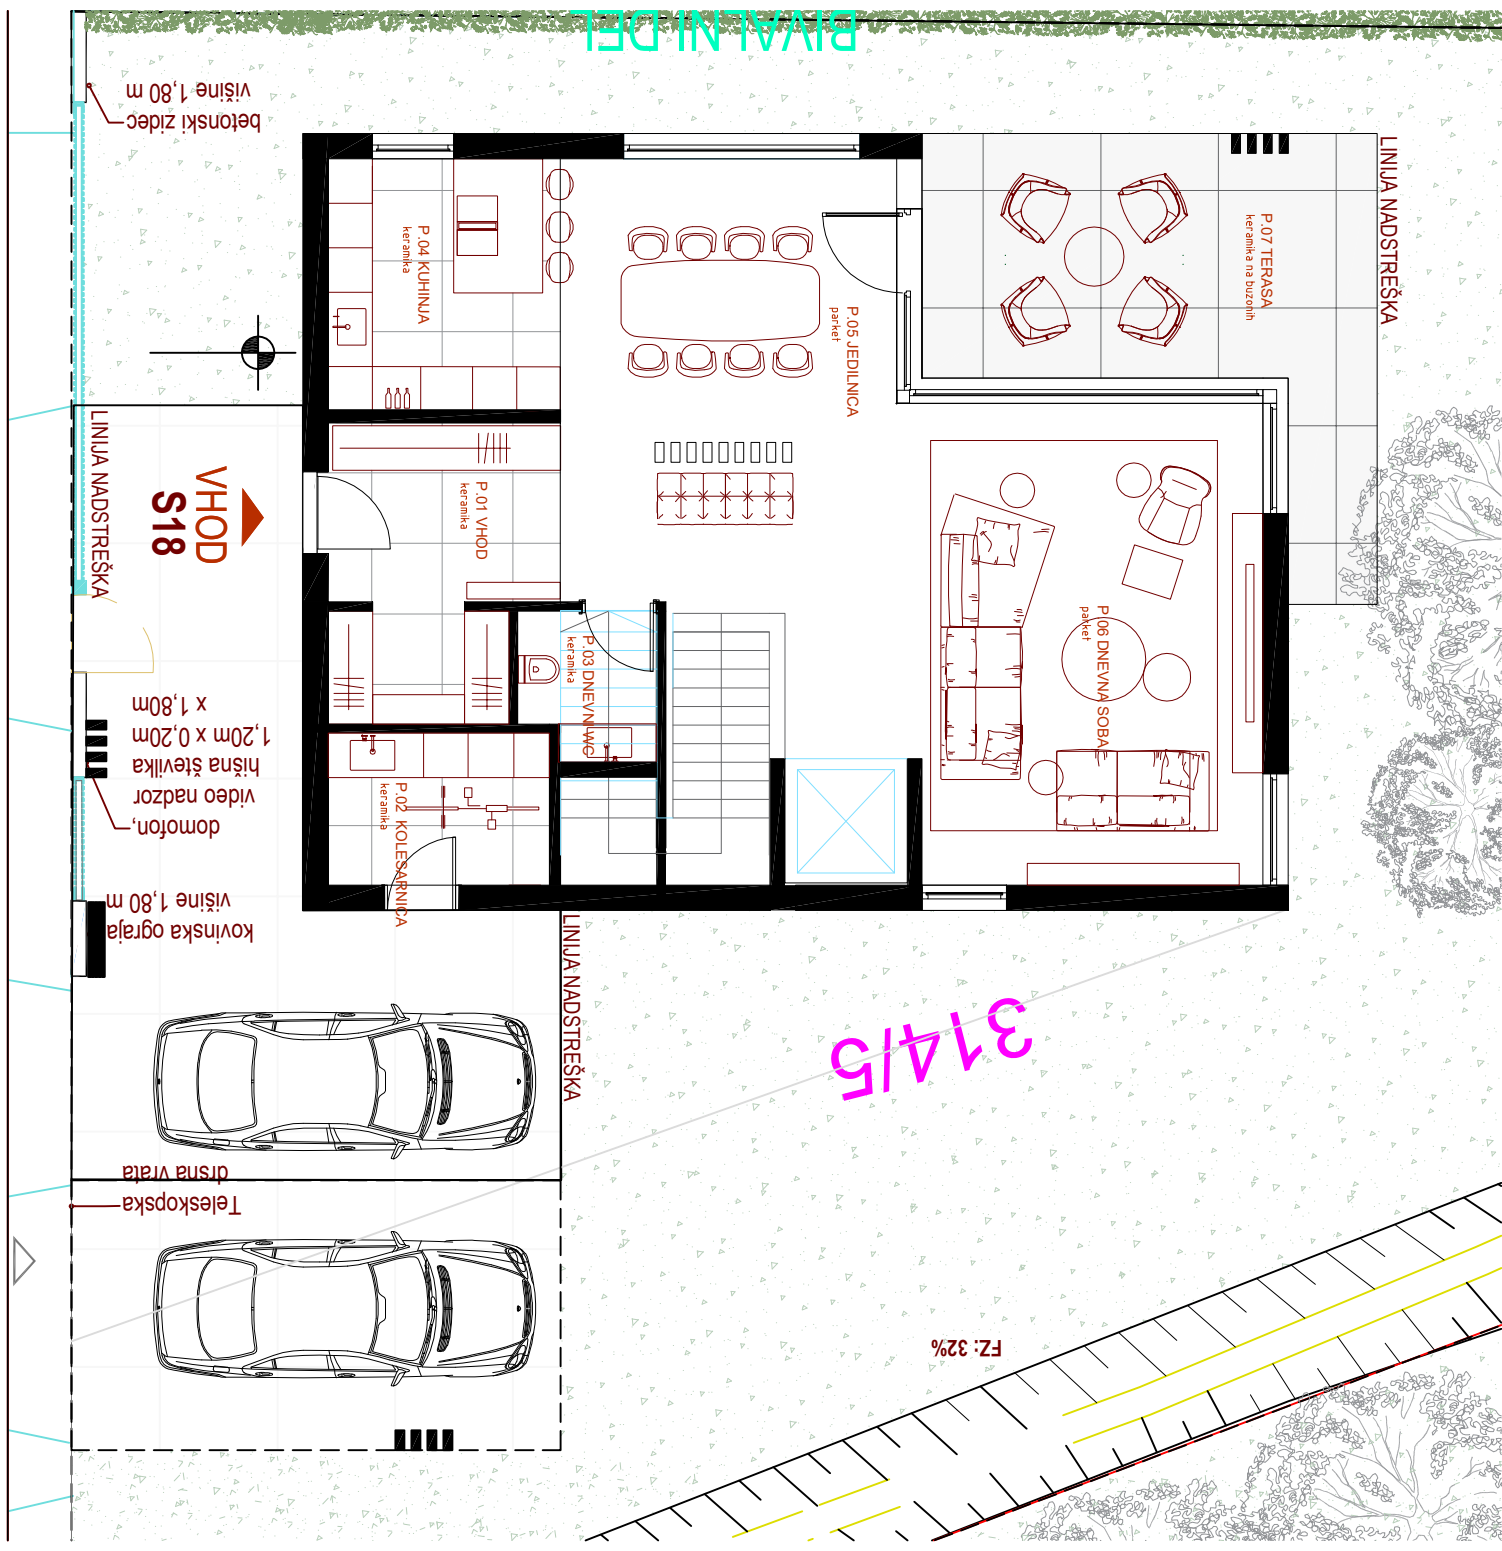 BIVALNI DEL
betonski zidec
višine 1,80 m
LINIJA NADSTREŠKA
P.04 KUHINJA
keramika
P.05 JEDILNICA
parket
P.07 TERASA
keramika na buzonih
LINIJA NADSTREŠKA
VHOD
S18
P.01 VHOD
keramika
P.03 DNEVNI WC
keramika
P.06 DNEVNA SOBA
parket
P.02 KOLESARNICA
keramika
domofon,
video nadzor
hišna številka
1,20m x 0,20m
x 1,80m
kovinska ograja
višine 1,80 m
LINIJA NADSTREŠKA
314/5
Teleskopska
drsna vrata
FZ: 32%